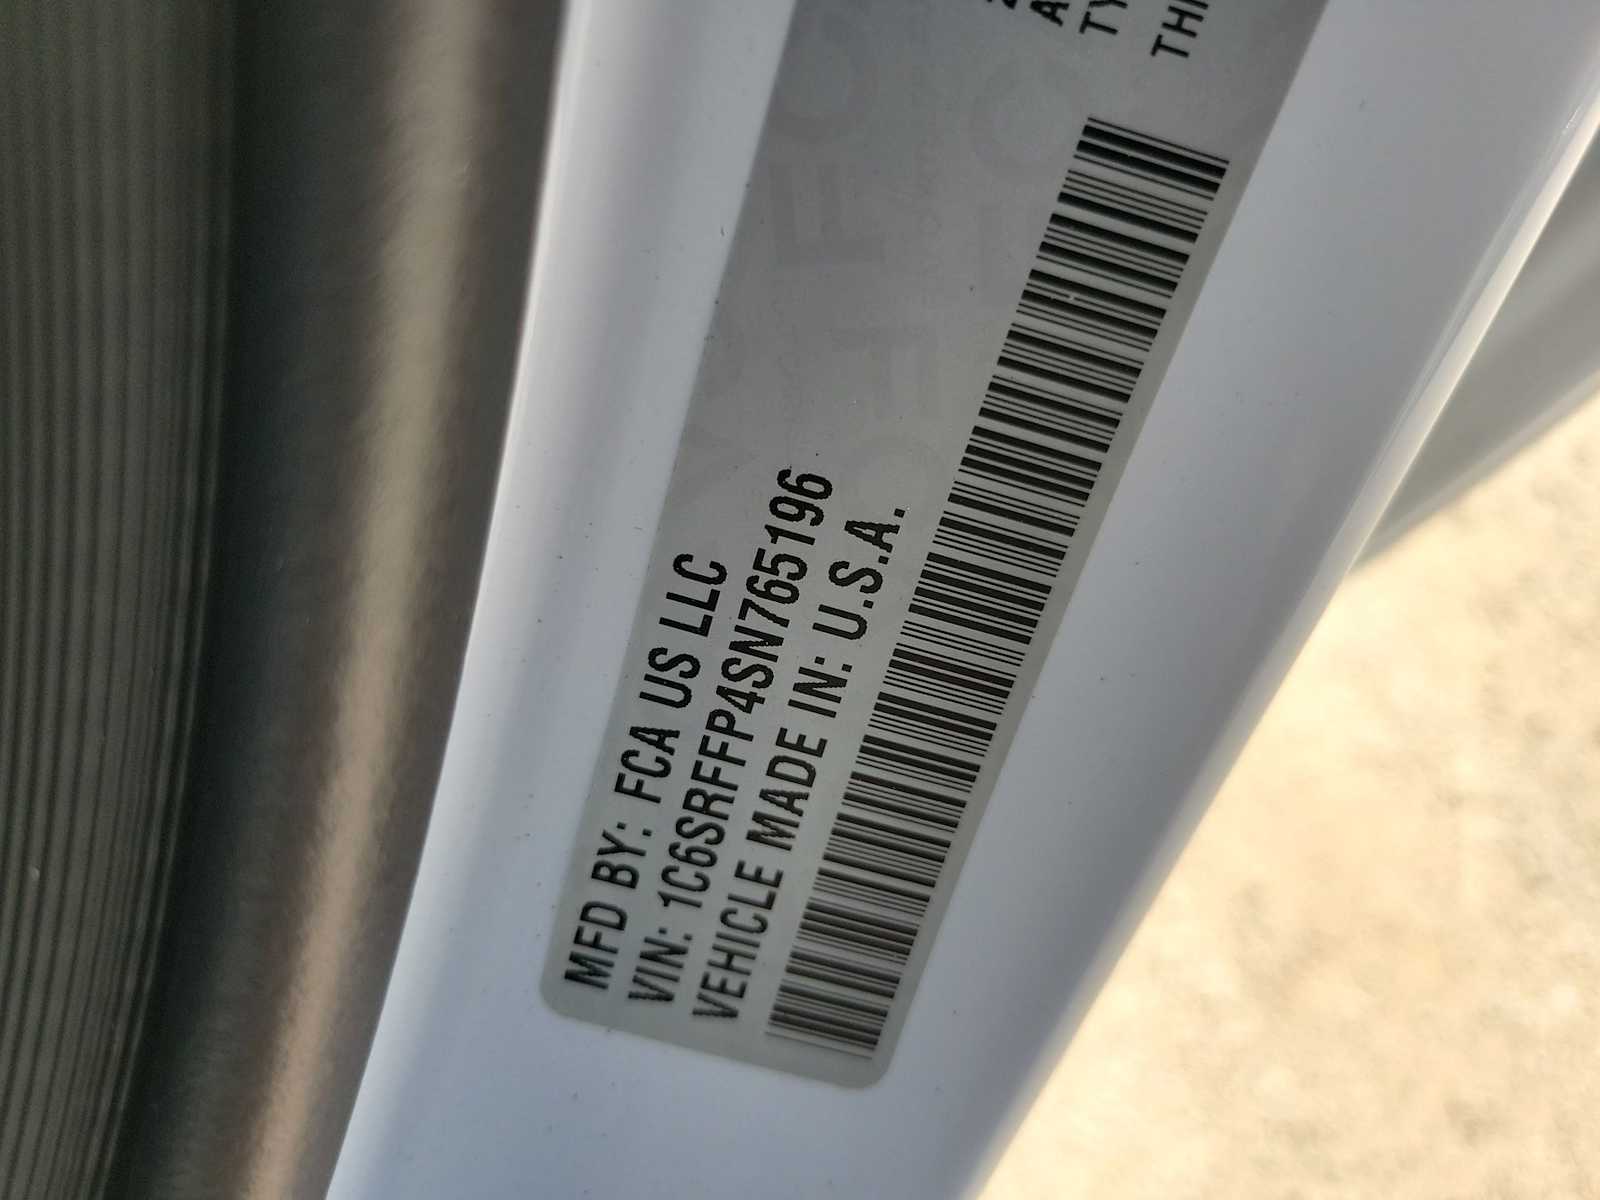 MFD BY: FCA US LLC
VIN: 1C6SRFFP4SN765196
VEHICLE MADE IN: U.S.A.